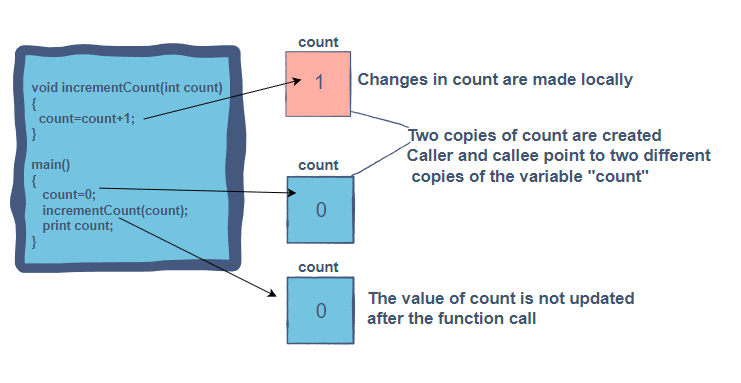 void incrementCount(int count)
{
count=count+1;
}
main()
{
count=0;
incrementCount(count);
print count;
}
count
1
Changes in count are made locally
Two copies of count are created
Caller and callee point to two different
copies of the variable "count"
count
0
count
0
The value of count is not updated
after the function call